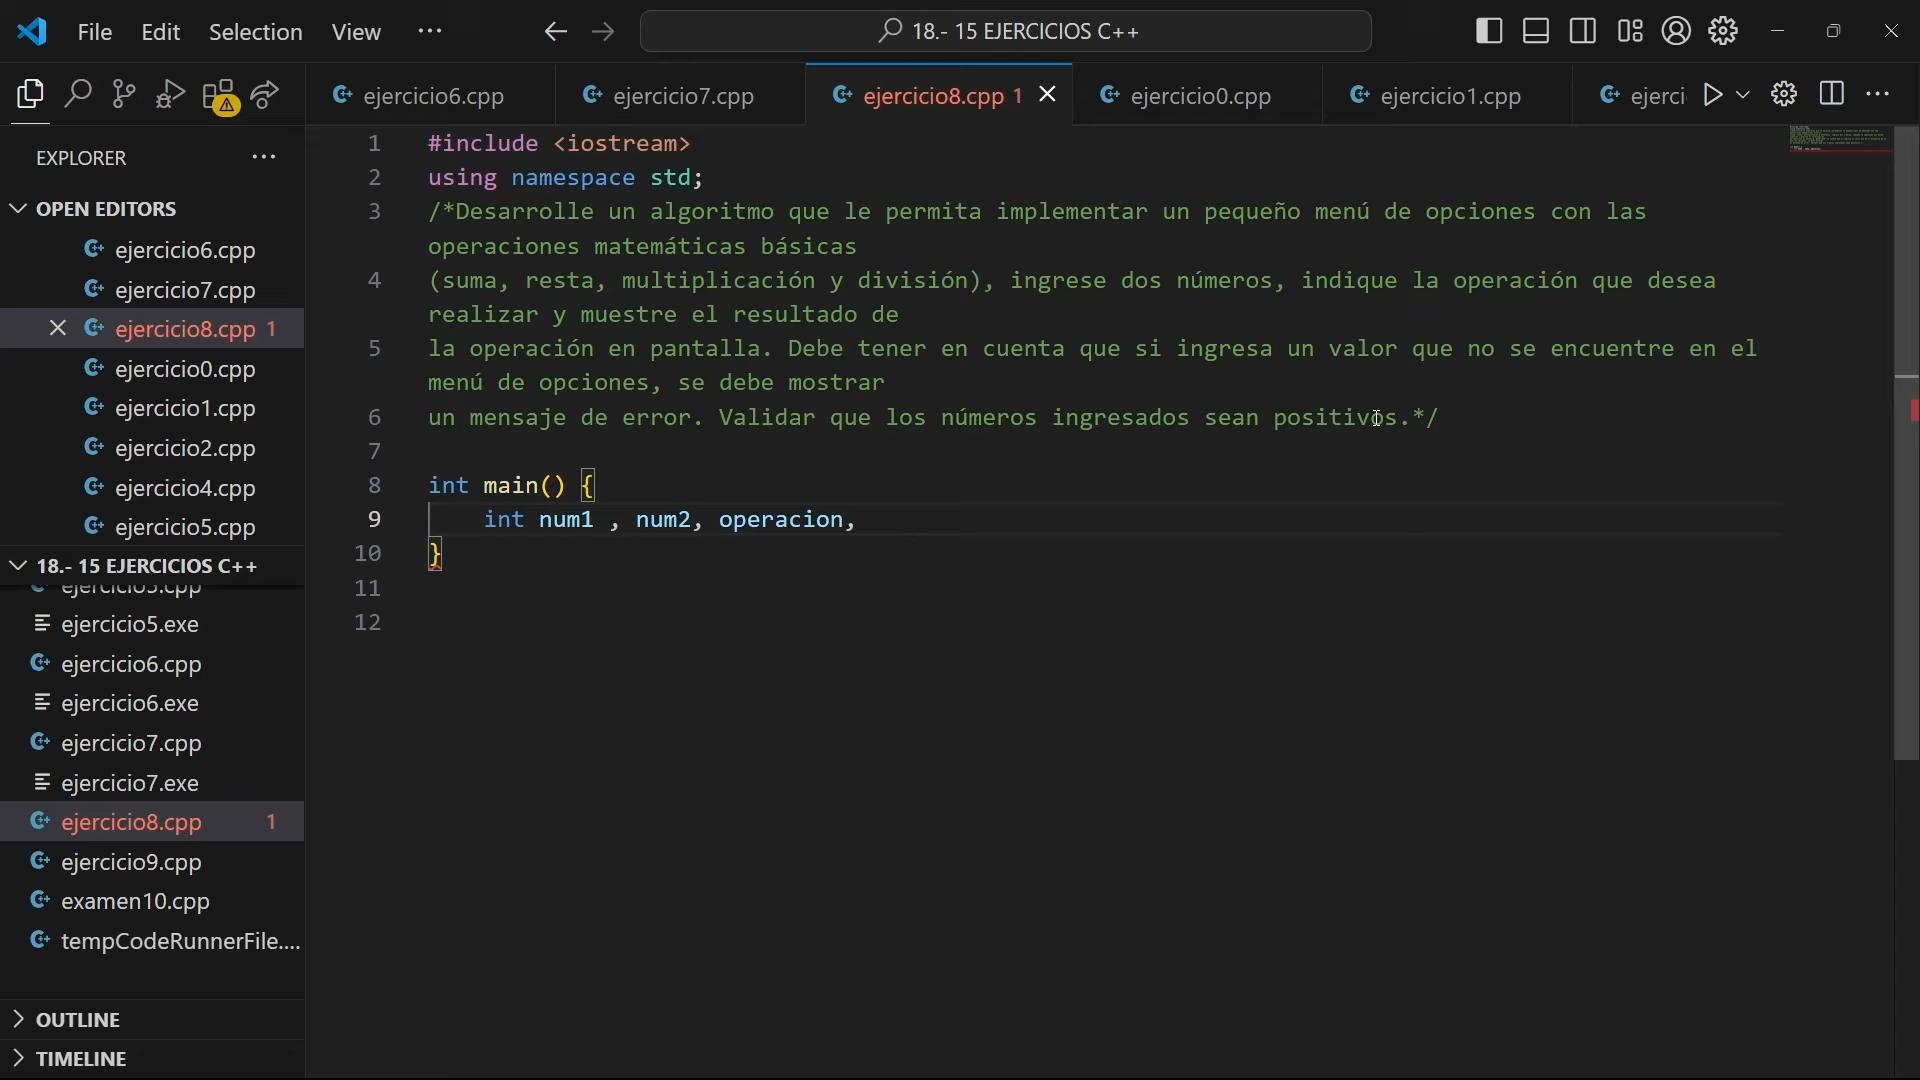 File Edit Selection View ··· 18.- 15 EJERCICIOS C++
ejercicio6.cpp ejercicio7.cpp ejercicio8.cpp 1 ejercicio0.cpp ejercicio1.cpp ejerci
EXPLORER
OPEN EDITORS
ejercicio6.cpp
ejercicio7.cpp
ejercicio8.cpp 1
ejercicio0.cpp
ejercicio1.cpp
ejercicio2.cpp
ejercicio4.cpp
ejercicio5.cpp
18.- 15 EJERCICIOS C++
ejercicio5.exe
ejercicio6.cpp
ejercicio6.exe
ejercicio7.cpp
ejercicio7.exe
ejercicio8.cpp 1
ejercicio9.cpp
examen10.cpp
tempCodeRunnerFile....
OUTLINE
TIMELINE
1 #include <iostream>
2 using namespace std;
3 /*Desarrolle un algoritmo que le permita implementar un pequeño menú de opciones con las
operaciones matemáticas básicas
4 (suma, resta, multiplicación y división), ingrese dos números, indique la operación que desea
realizar y muestre el resultado de
5 la operación en pantalla. Debe tener en cuenta que si ingresa un valor que no se encuentre en el
menú de opciones, se debe mostrar
6 un mensaje de error. Validar que los números ingresados sean positivos.*/
7
8 int main() {
9 int num1 , num2, operacion,
10 }
11
12